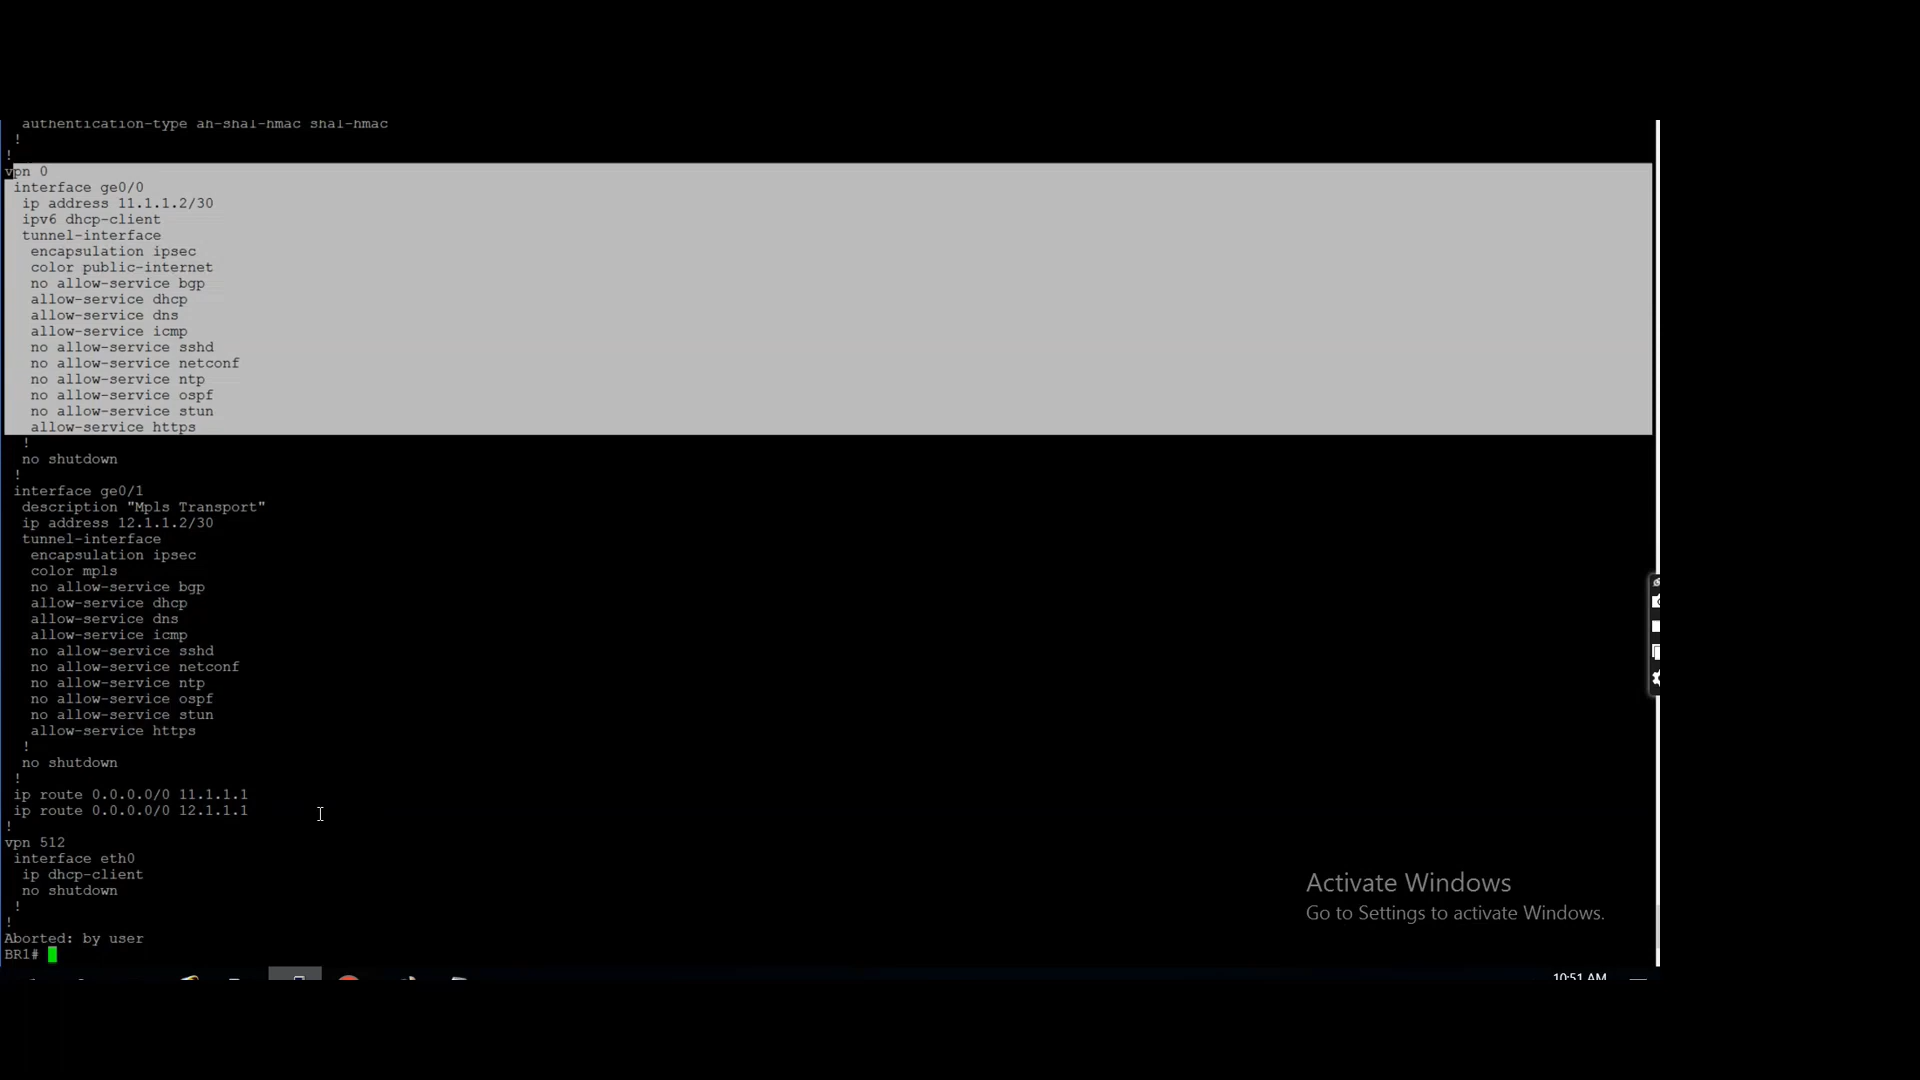 authentication-type ah-sha1-hmac sha1-hmac
!
!
vpn 0
interface ge0/0
ip address 11.1.1.2/30
ipv6 dhcp-client
tunnel-interface
encapsulation ipsec
color public-internet
no allow-service bgp
allow-service dhcp
allow-service dns
allow-service icmp
no allow-service sshd
no allow-service netconf
no allow-service ntp
no allow-service ospf
no allow-service stun
allow-service https
!
no shutdown
!
interface ge0/1
description "Mpls Transport"
ip address 12.1.1.2/30
tunnel-interface
encapsulation ipsec
color mpls
no allow-service bgp
allow-service dhcp
allow-service dns
allow-service icmp
no allow-service sshd
no allow-service netconf
no allow-service ntp
no allow-service ospf
no allow-service stun
allow-service https
!
no shutdown
!
ip route 0.0.0.0/0 11.1.1.1
ip route 0.0.0.0/0 12.1.1.1
!
vpn 512
interface eth0
ip dhcp-client
no shutdown
!
!
Aborted: by user
BR1#
Activate Windows
Go to Settings to activate Windows.
10:51 AM